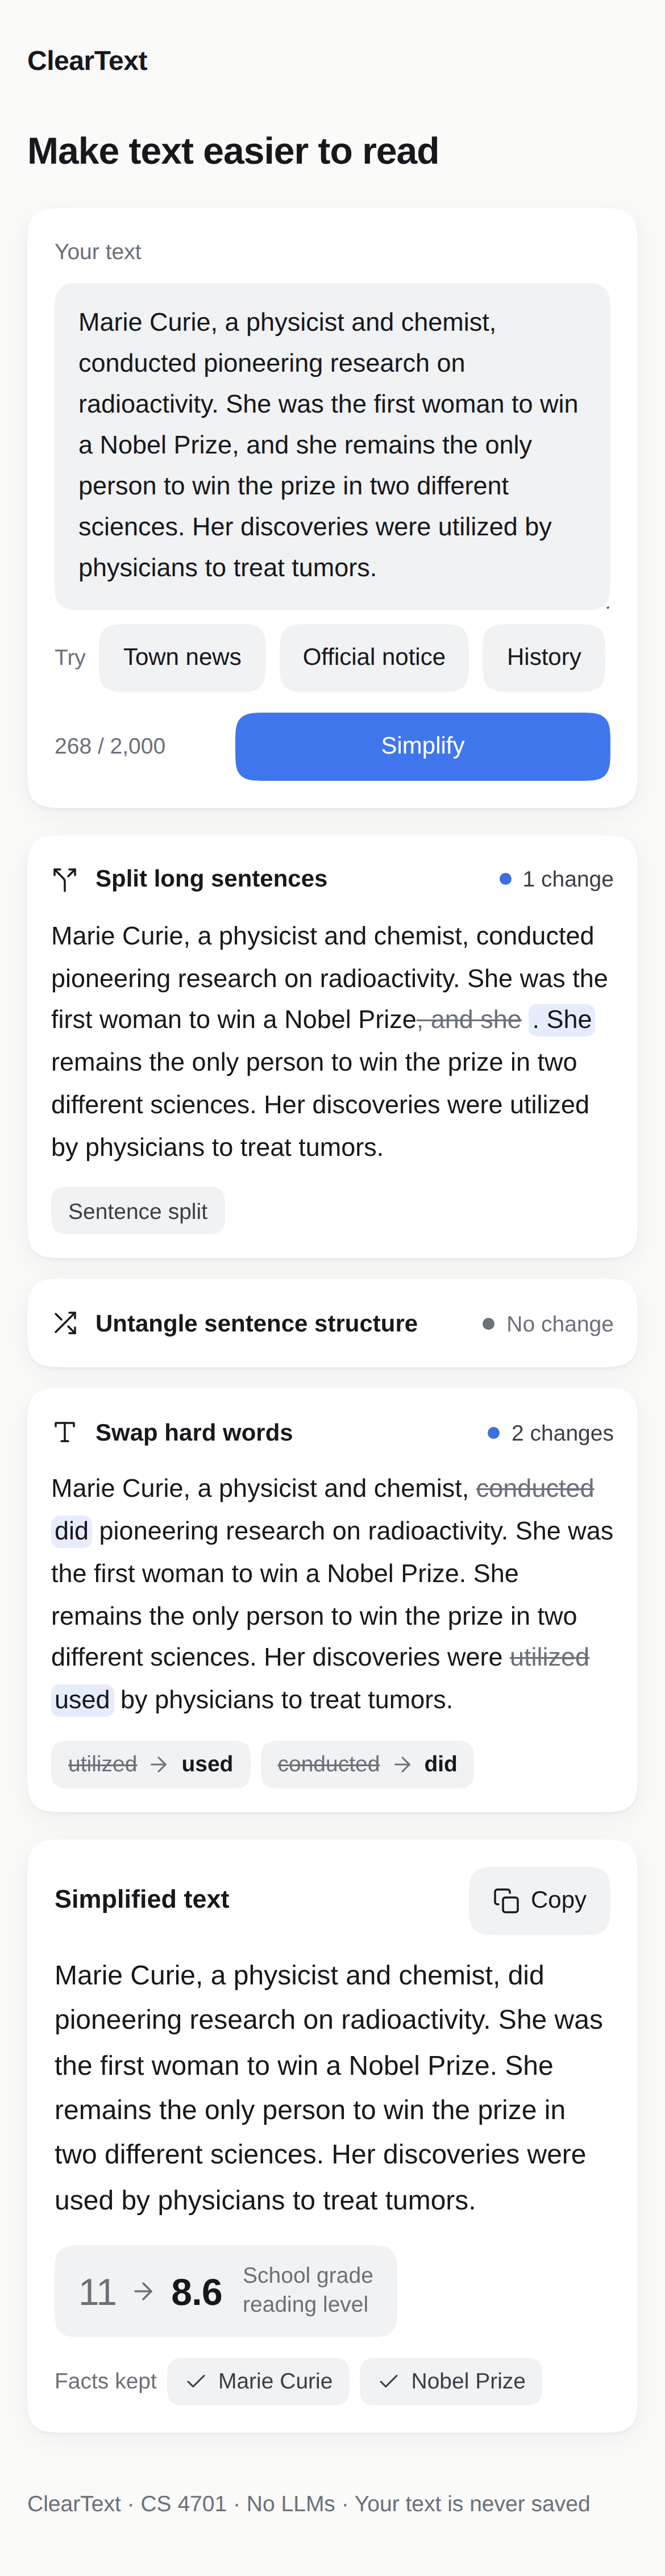 ClearText
Make text easier to read
Your text
Marie Curie, a physicist and chemist,
conducted pioneering research on
radioactivity. She was the first woman to win
a Nobel Prize, and she remains the only
person to win the prize in two different
sciences. Her discoveries were utilized by
physicians to treat tumors.
Try Town news Official notice History
268 / 2,000 Simplify
Split long sentences 1 change
Marie Curie, a physicist and chemist, conducted
pioneering research on radioactivity. She was the
first woman to win a Nobel Prize, and she . She
remains the only person to win the prize in two
different sciences. Her discoveries were utilized
by physicians to treat tumors.
Sentence split
Untangle sentence structure No change
Swap hard words 2 changes
Marie Curie, a physicist and chemist, conducted
did pioneering research on radioactivity. She was
the first woman to win a Nobel Prize. She
remains the only person to win the prize in two
different sciences. Her discoveries were utilized
used by physicians to treat tumors.
utilized → used conducted → did
Simplified text Copy
Marie Curie, a physicist and chemist, did
pioneering research on radioactivity. She was
the first woman to win a Nobel Prize. She
remains the only person to win the prize in
two different sciences. Her discoveries were
used by physicians to treat tumors.
11 → 8.6 School grade
reading level
Facts kept Marie Curie Nobel Prize
ClearText · CS 4701 · No LLMs · Your text is never saved